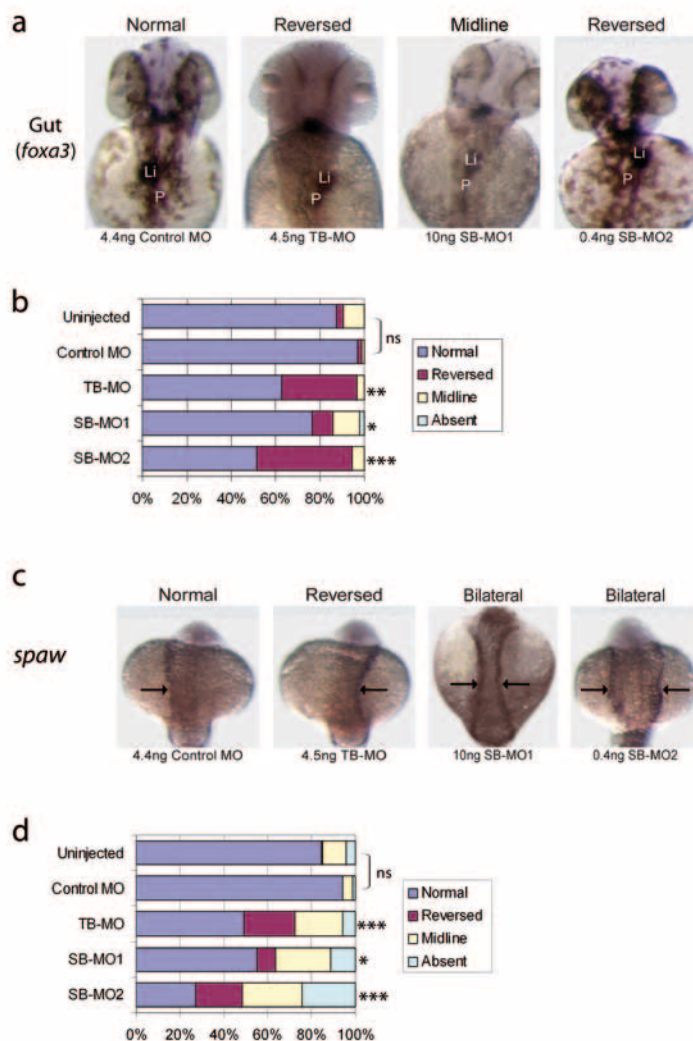 a
Normal Reversed Midline Reversed
Gut
(foxa3)
Li Li Li Li
P P P P
4.4ng Control MO 4.5ng TB-MO 10ng SB-MO1 0.4ng SB-MO2
b
Uninjected
ns
Control MO
TB-MO **
SB-MO1 *
SB-MO2 ***
0% 20% 40% 60% 80% 100%
Normal
Reversed
Midline
Absent
c
Normal Reversed Bilateral Bilateral
spaw
4.4ng Control MO 4.5ng TB-MO 10ng SB-MO1 0.4ng SB-MO2
d
Uninjected
ns
Control MO
TB-MO ***
SB-MO1 *
SB-MO2 ***
0% 20% 40% 60% 80% 100%
Normal
Reversed
Midline
Absent